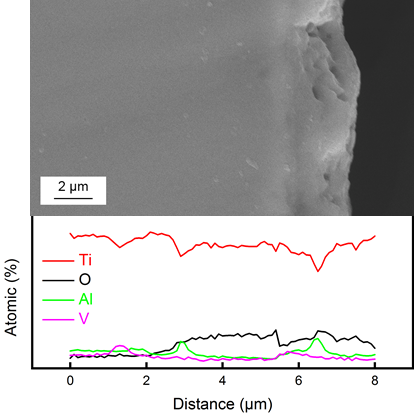 2 μm
Ti
O
Al
V
Atomic (%)
0 2 4 6 8
Distance (μm)